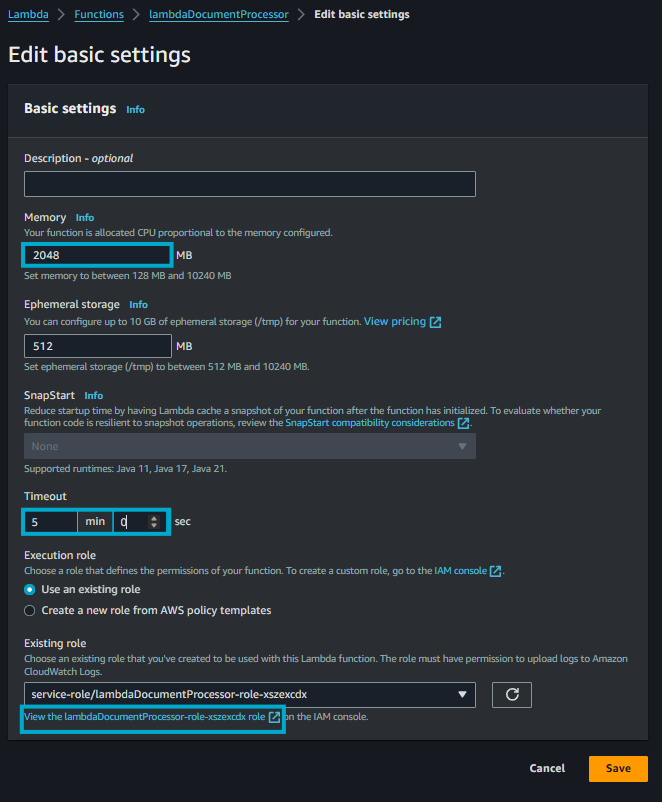 Lambda > Functions > lambdaDocumentProcessor > Edit basic settings
Edit basic settings
Basic settings Info
Description - optional
Memory Info
Your function is allocated CPU proportional to the memory configured.
2048 MB
Set memory to between 128 MB and 10240 MB
Ephemeral storage Info
You can configure up to 10 GB of ephemeral storage (/tmp) for your function. View pricing
512 MB
Set ephemeral storage (/tmp) to between 512 MB and 10240 MB.
SnapStart Info
Reduce startup time by having Lambda cache a snapshot of your function after the function has initialized. To evaluate whether your
function code is resilient to snapshot operations, review the SnapStart compatibility considerations.
None
Supported runtimes: Java 11, Java 17, Java 21.
Timeout
5 min 0 sec
Execution role
Choose a role that defines the permissions of your function. To create a custom role, go to the IAM console.
Use an existing role
Create a new role from AWS policy templates
Existing role
Choose an existing role that you've created to be used with this Lambda function. The role must have permission to upload logs to Amazon
CloudWatch Logs.
service-role/lambdaDocumentProcessor-role-xszexcdx
View the lambdaDocumentProcessor-role-xszexcdx role on the IAM console.
Cancel Save